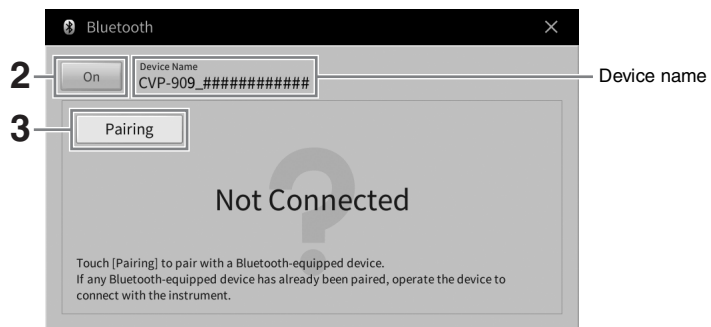 Bluetooth
2
On
Device Name
CVP-909_############
Device name
3
Pairing
Not Connected
Touch [Pairing] to pair with a Bluetooth-equipped device.
If any Bluetooth-equipped device has already been paired, operate the device to
connect with the instrument.